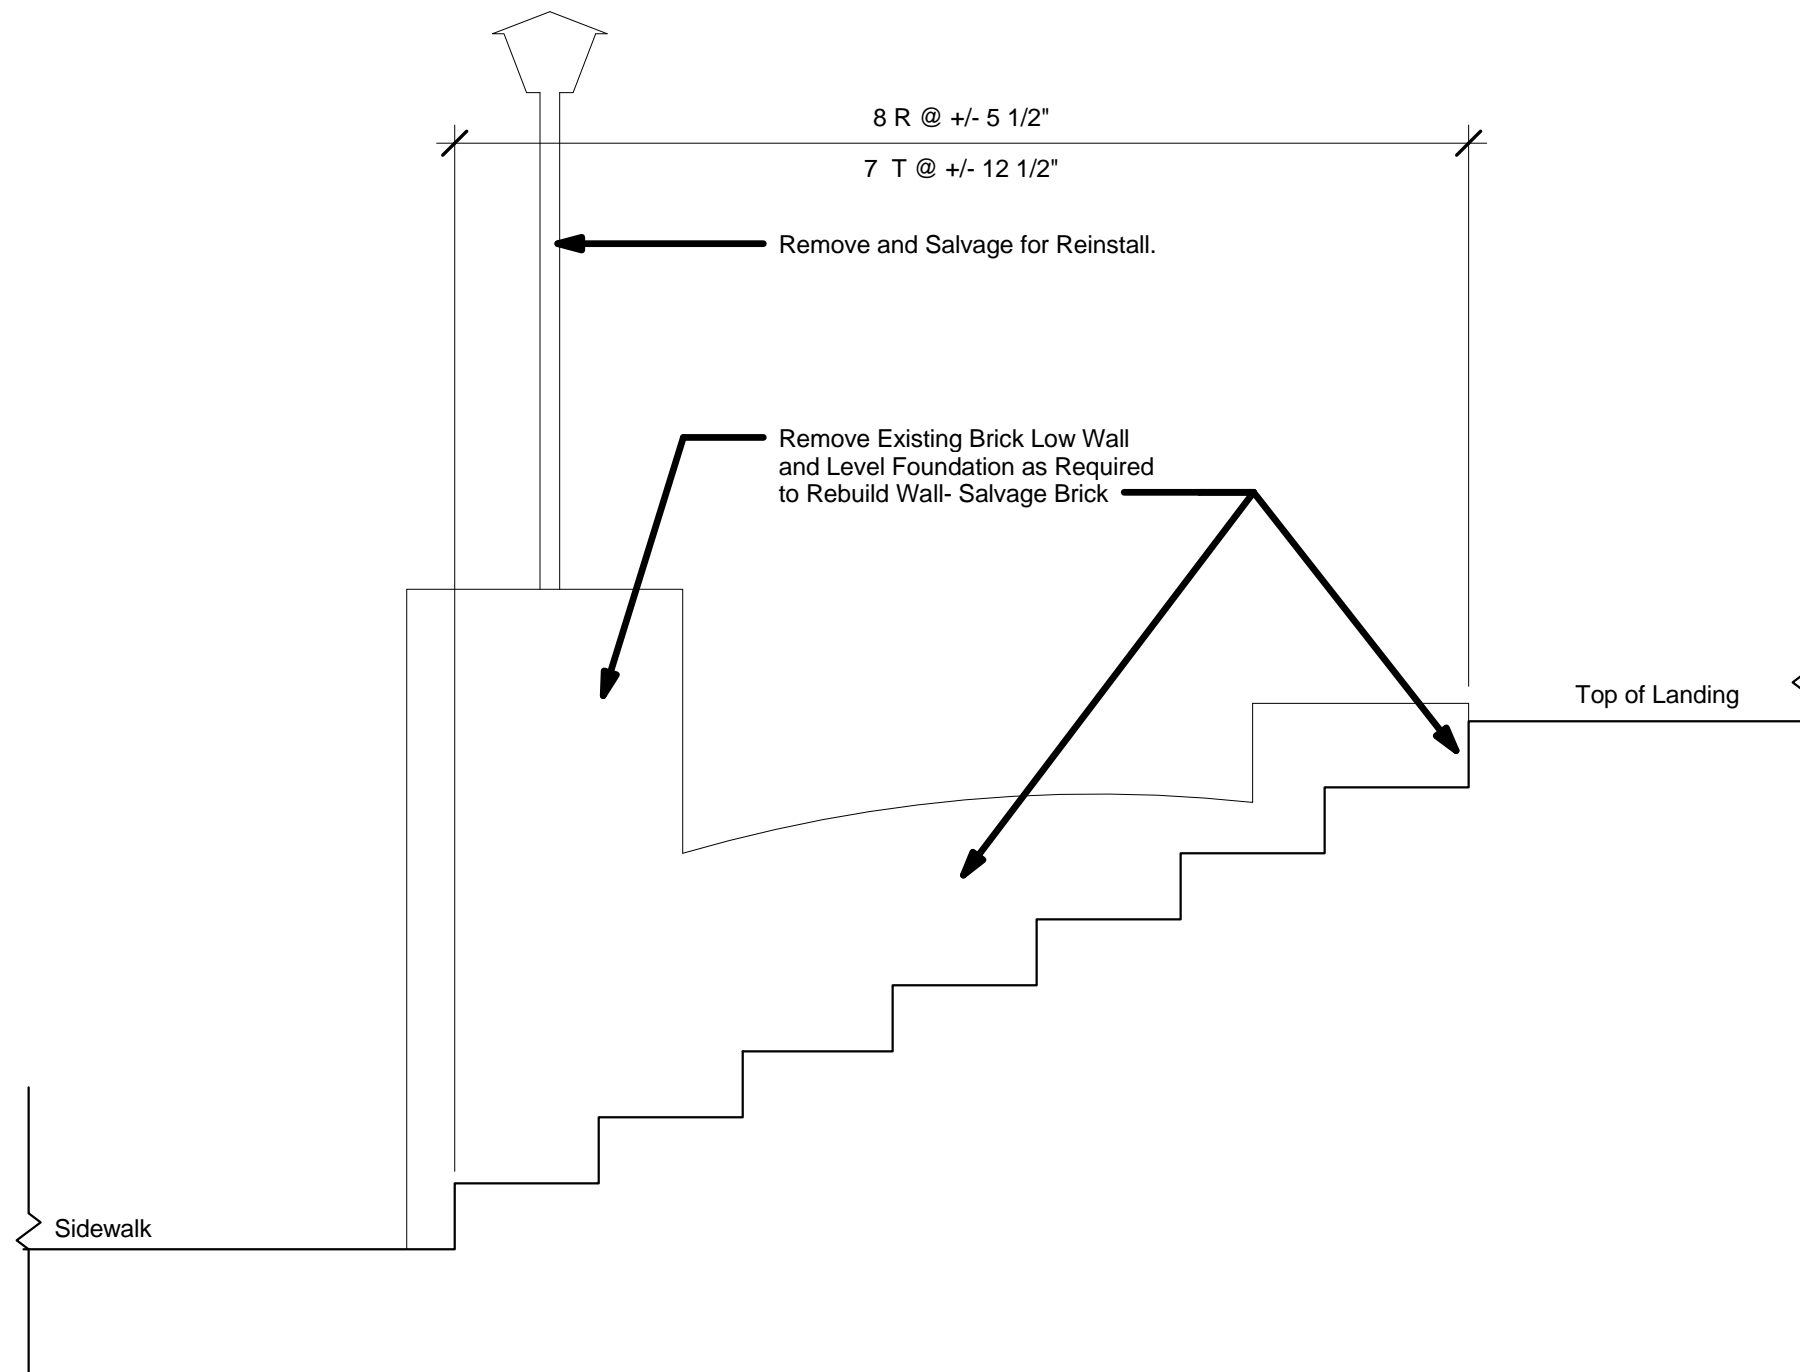 8 R @ +/- 5 1/2"
7 T @ +/- 12 1/2"
Remove and Salvage for Reinstall.
Remove Existing Brick Low Wall
and Level Foundation as Required
to Rebuild Wall- Salvage Brick
Top of Landing
Sidewalk